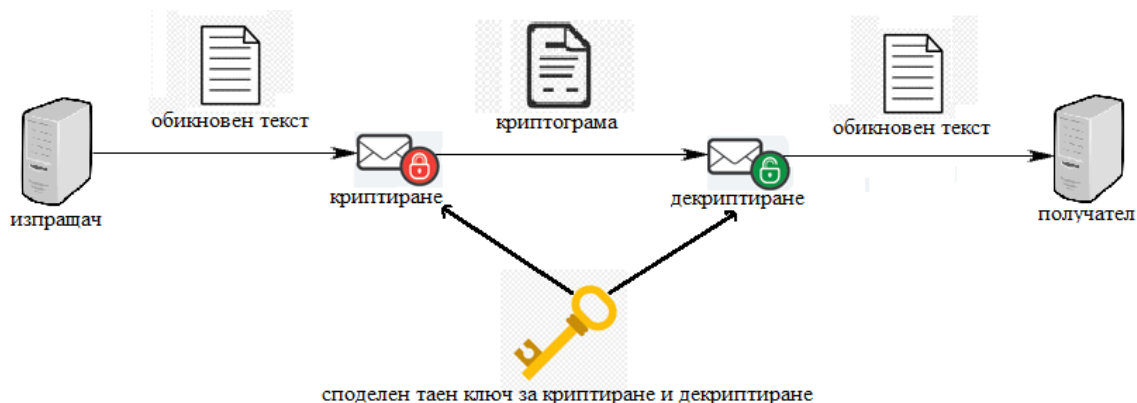 обикновен текст
криптограма
обикновен текст
изпращач
криптиране
декриптиране
получател
споделен таен ключ за криптиране и декриптиране